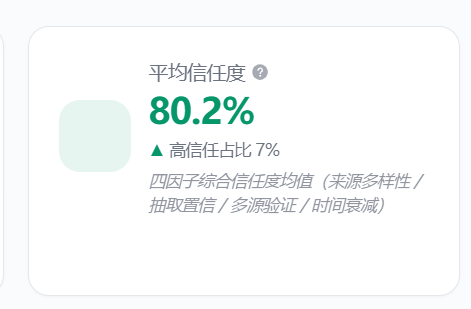 平均信任度 ?
80.2%
▲ 高信任占比 7%
四因子综合信任度均值（来源多样性 /
抽取置信 / 多源验证 / 时间衰减）